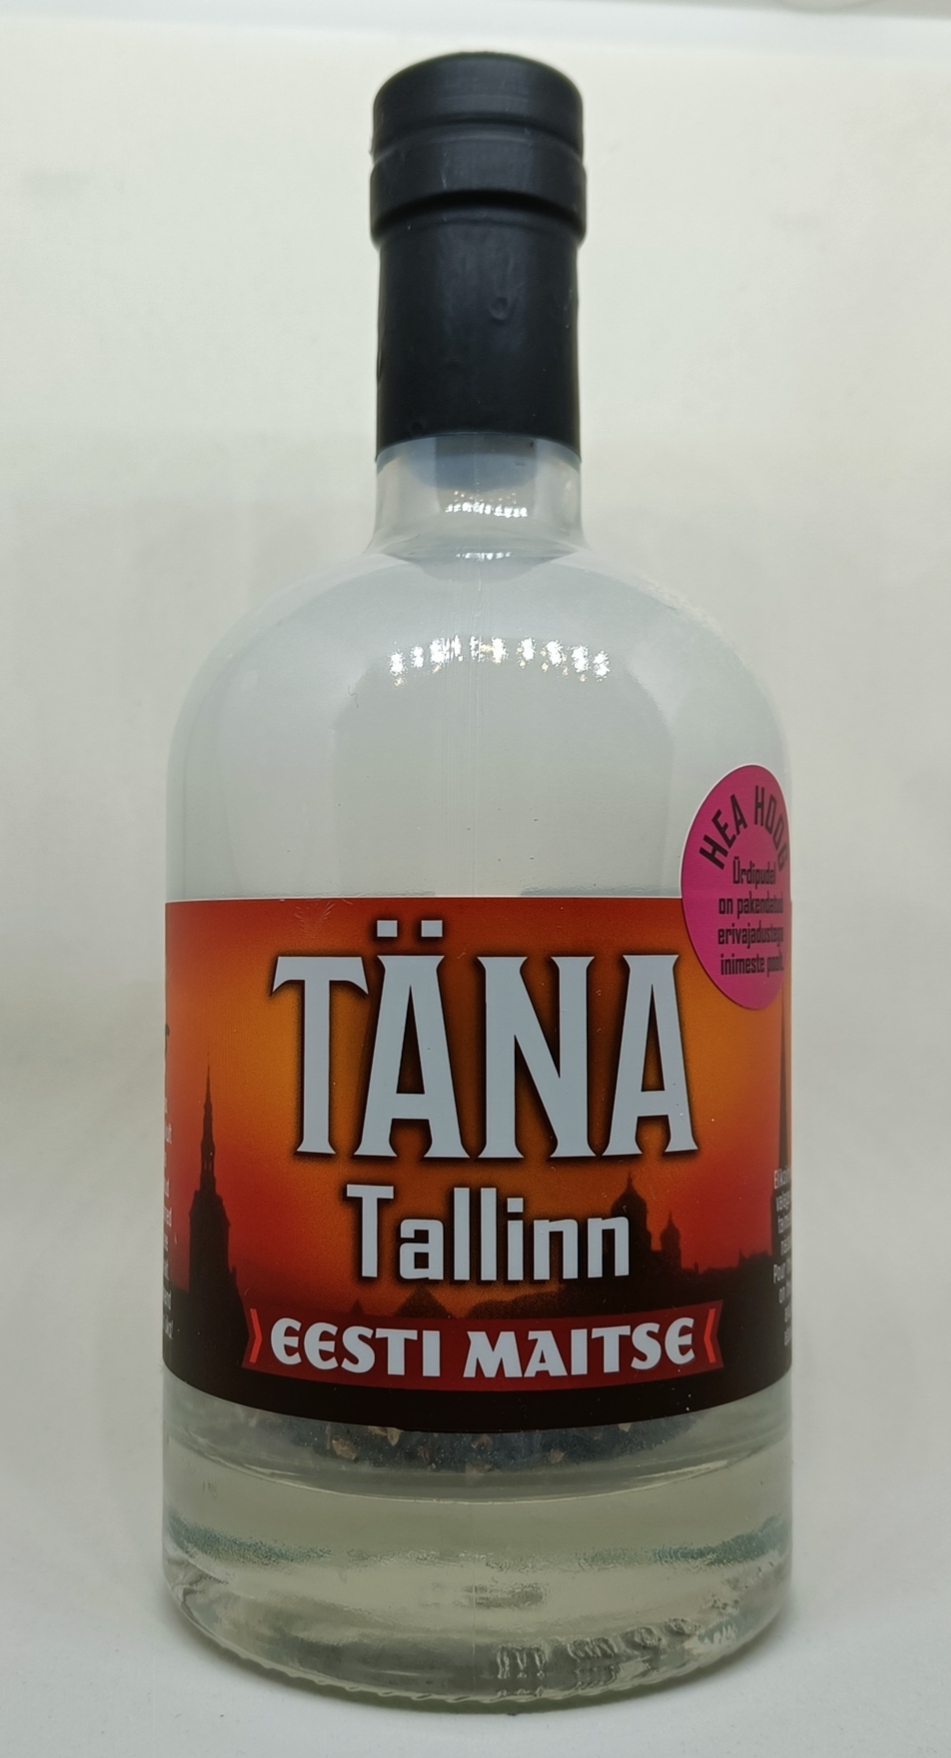 HEA HOOG
Ürdipudel
on pakendatud
erivajadustega
inimeste poolt.
TÄNA
Tallinn
EESTI MAITSE